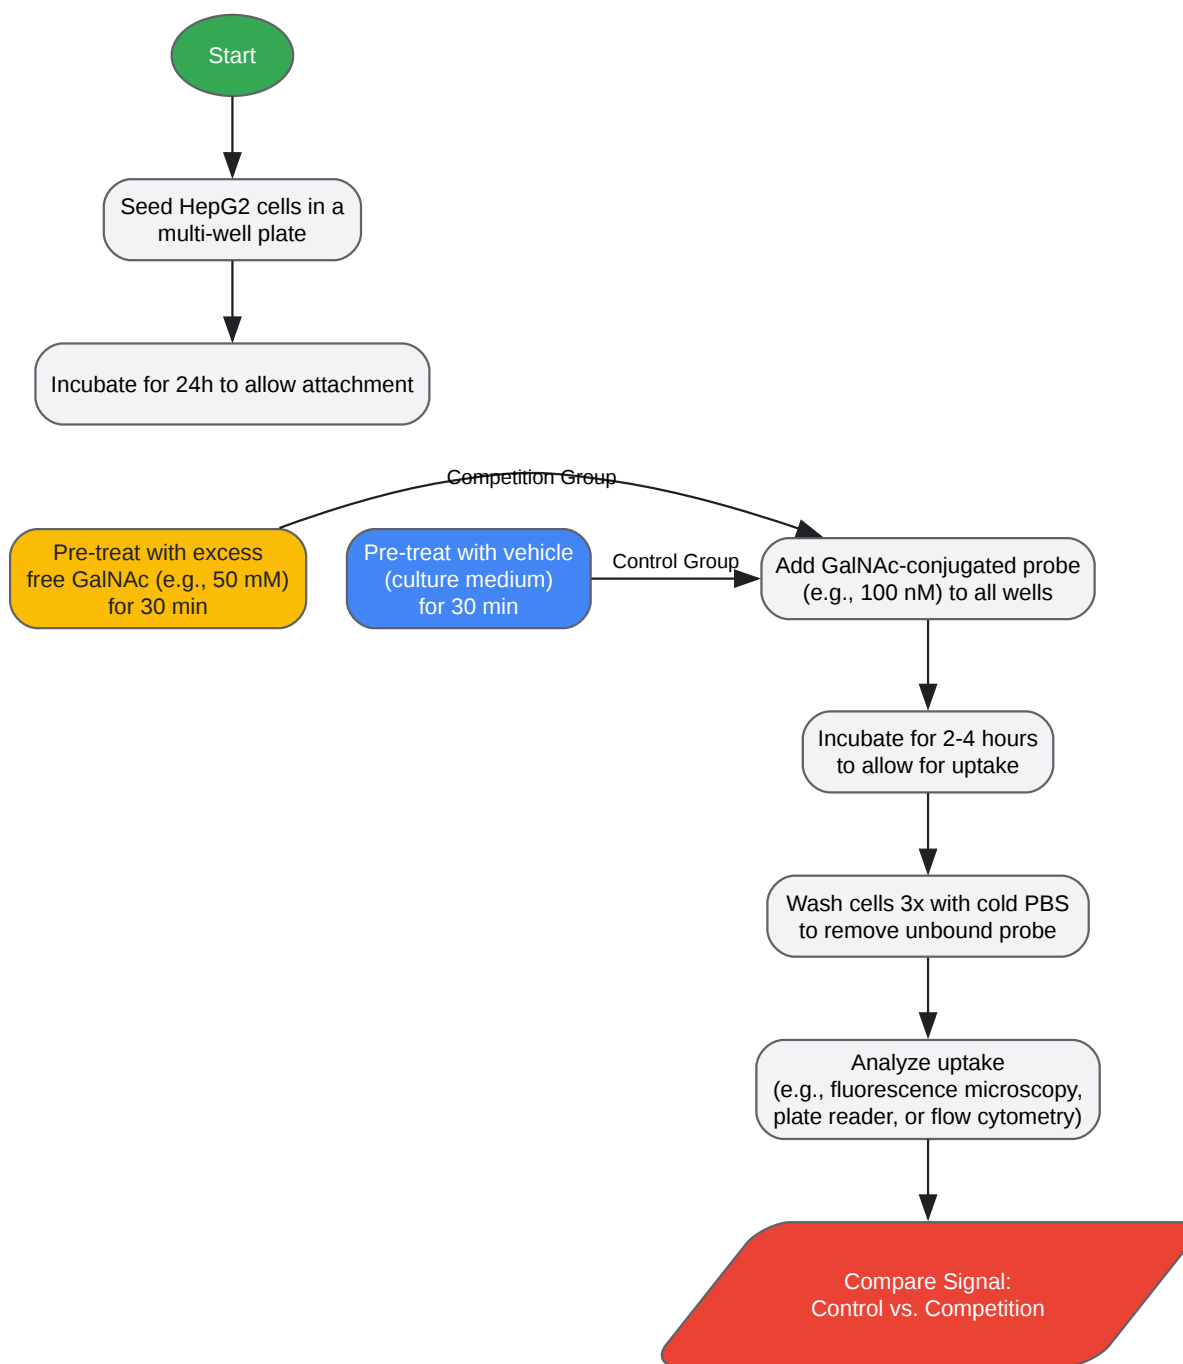 Start
Seed HepG2 cells in a
multi-well plate
Incubate for 24h to allow attachment
Competition Group
Pre-treat with excess
free GalNAc (e.g., 50 mM)
for 30 min
Pre-treat with vehicle
(culture medium)
for 30 min
Control Group
Add GalNAc-conjugated probe
(e.g., 100 nM) to all wells
Incubate for 2-4 hours
to allow for uptake
Wash cells 3x with cold PBS
to remove unbound probe
Analyze uptake
(e.g., fluorescence microscopy,
plate reader, or flow cytometry)
Compare Signal:
Control vs. Competition